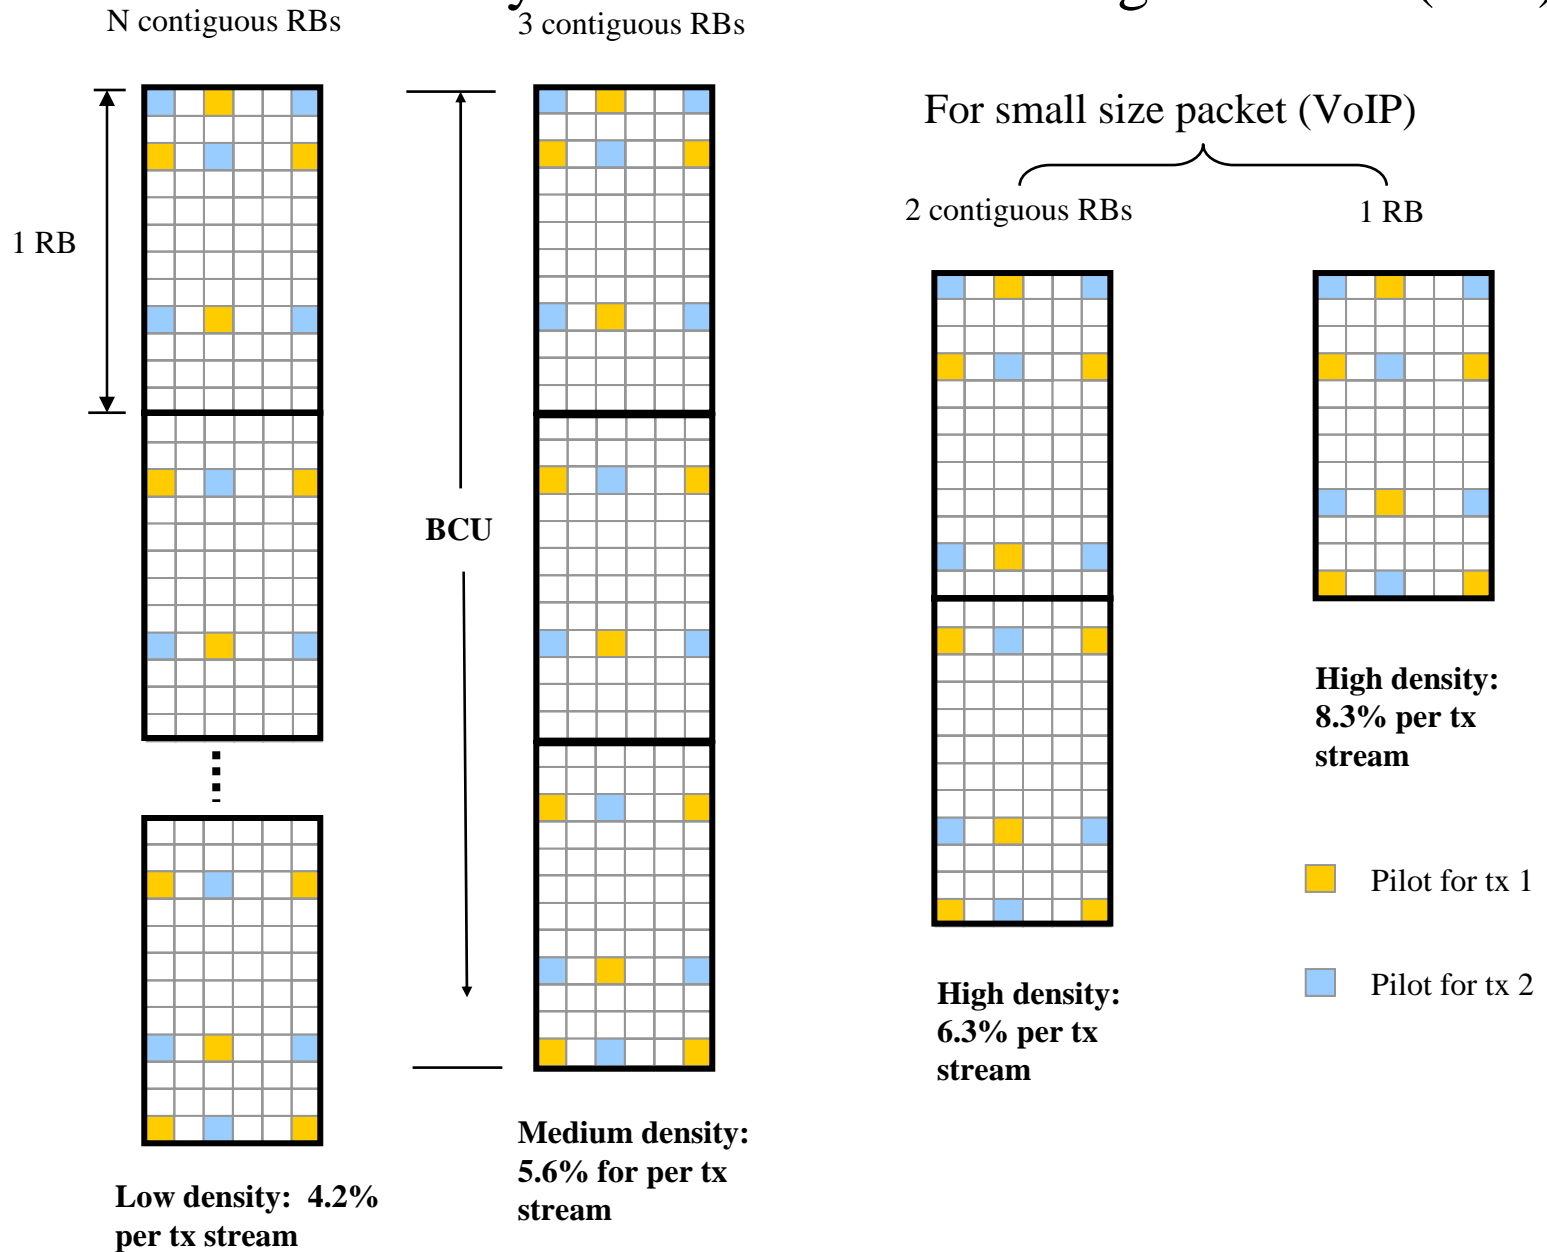 N contiguous RBs
3 contiguous RBs
For small size packet (VoIP)
2 contiguous RBs
1 RB
1 RB
BCU
High density:
8.3% per tx
stream
Pilot for tx 1
Pilot for tx 2
High density:
6.3% per tx
stream
Medium density:
5.6% for per tx
stream
Low density: 4.2%
per tx stream